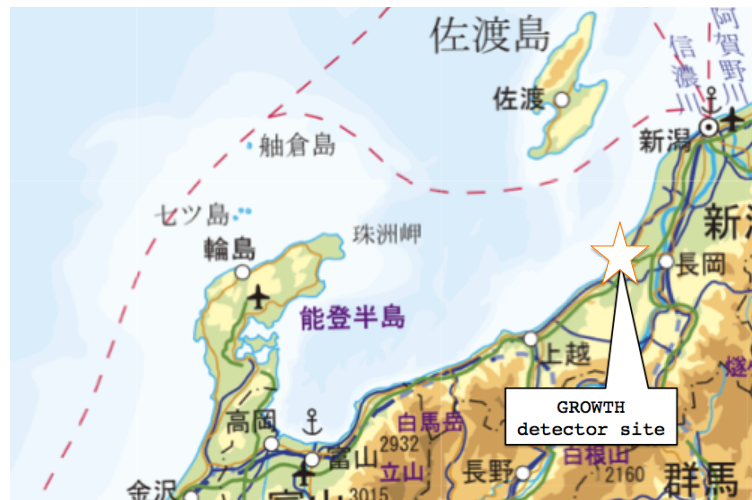 佐渡島
信濃川
阿賀野川
佐渡
新潟
舳倉島
七ツ島
珠洲岬
輪島
新潟
長岡
能登半島
上越
GROWTH
detector site
高岡
白馬岳
2932
富山
立山
3015
長野
白根山
2160
群馬
金沢
富山